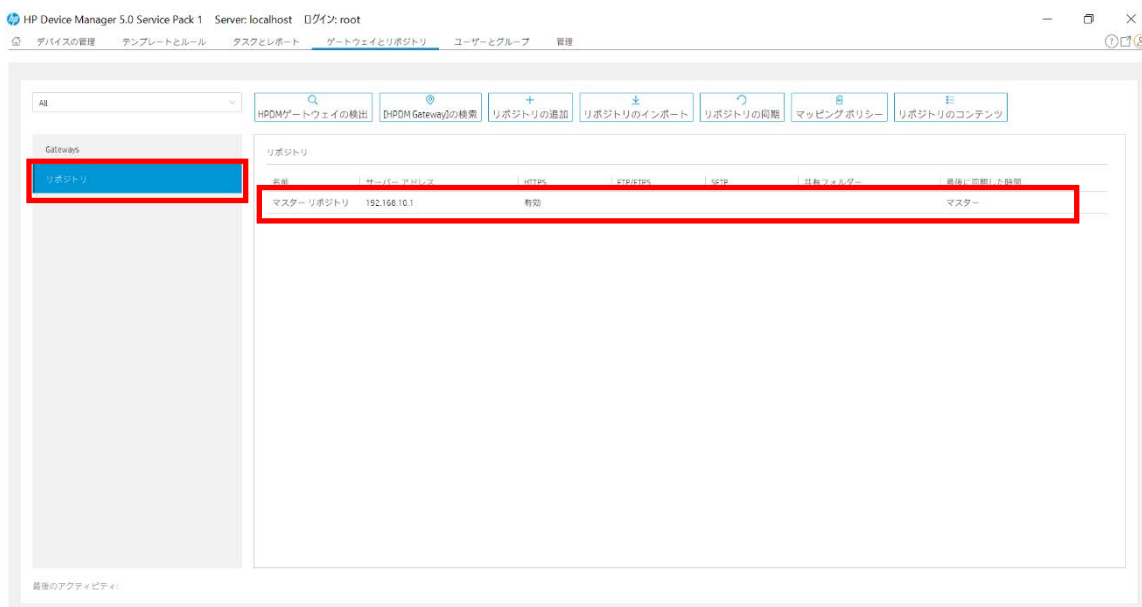 HP Device Manager 5.0 Service Pack 1 Server: localhost ログイン: root
デバイスの管理 テンプレートとルール タスクとレポート ゲートウェイとリポジトリ ユーザーとグループ 管理
All
HPDMゲートウェイの検出 [HPDM Gateway]の検索 リポジトリの追加 リポジトリのインポート リポジトリの同期 マッピング ポリシー リポジトリのコンテンツ
Gateways
リポジトリ
リポジトリ
名前 サーバー アドレス HTTPS FTP/FTPS SFTP 共有フォルダー 最後に同期した時間
マスター リポジトリ 192.168.10.1 有効 マスター
最後のアクティビティ: